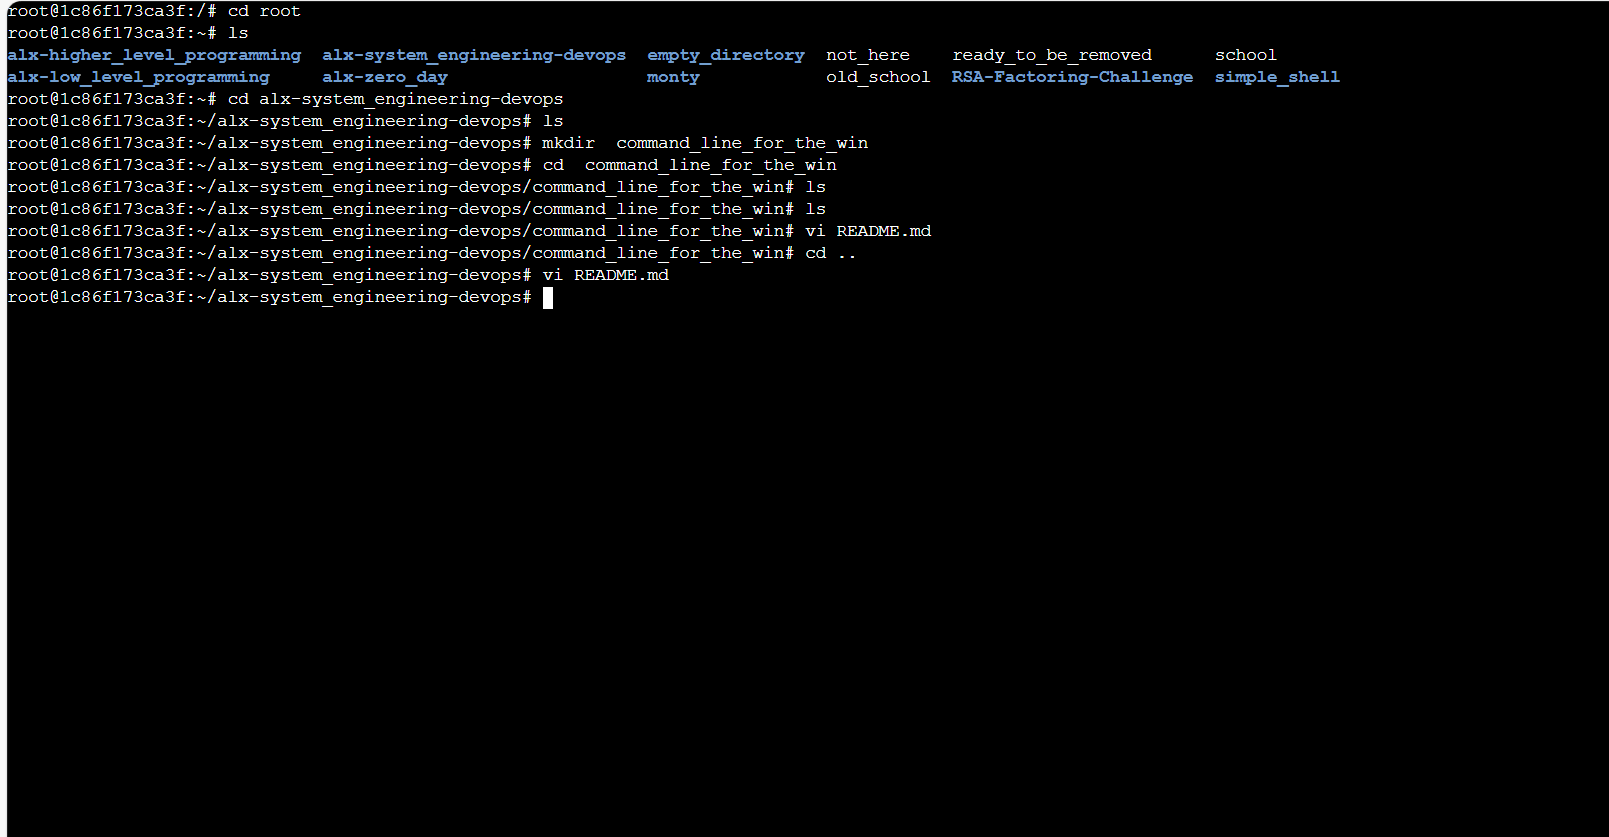 root@1c86f173ca3f:/# cd root
root@1c86f173ca3f:~# ls
alx-higher_level_programming  alx-system_engineering-devops  empty_directory  not_here    ready_to_be_removed      school
alx-low_level_programming     alx-zero_day                   monty            old_school  RSA-Factoring-Challenge  simple_shell
root@1c86f173ca3f:~# cd alx-system_engineering-devops
root@1c86f173ca3f:~/alx-system_engineering-devops# ls
root@1c86f173ca3f:~/alx-system_engineering-devops# mkdir  command_line_for_the_win
root@1c86f173ca3f:~/alx-system_engineering-devops# cd  command_line_for_the_win
root@1c86f173ca3f:~/alx-system_engineering-devops/command_line_for_the_win# ls
root@1c86f173ca3f:~/alx-system_engineering-devops/command_line_for_the_win# ls
root@1c86f173ca3f:~/alx-system_engineering-devops/command_line_for_the_win# vi README.md
root@1c86f173ca3f:~/alx-system_engineering-devops/command_line_for_the_win# cd ..
root@1c86f173ca3f:~/alx-system_engineering-devops# vi README.md
root@1c86f173ca3f:~/alx-system_engineering-devops#